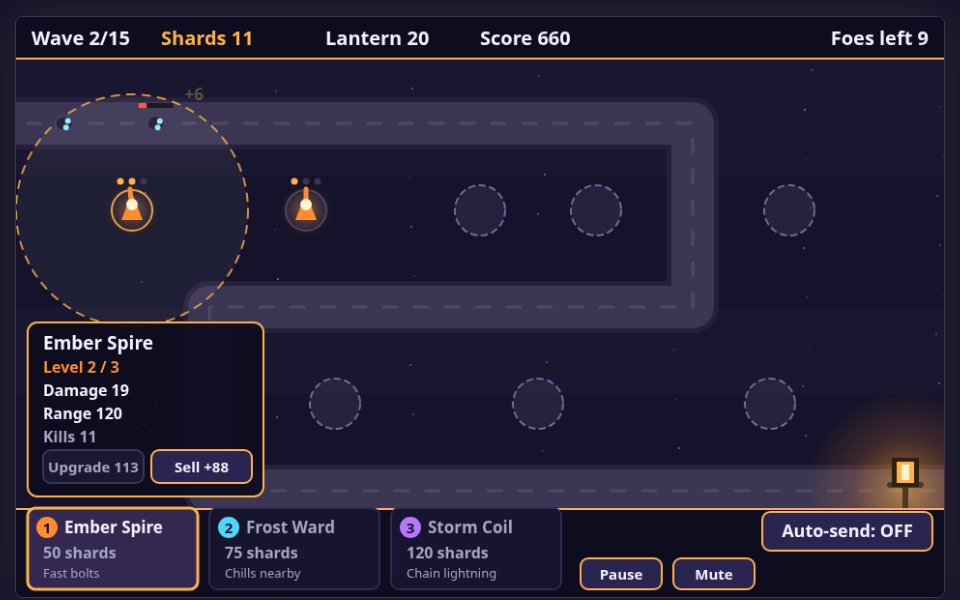 Wave 2/15
Shards 11
Lantern 20
Score 660
Foes left 9
+6
Ember Spire
Level 2 / 3
Damage 19
Range 120
Kills 11
Upgrade 113
Sell +88
1 Ember Spire
50 shards
Fast bolts
2 Frost Ward
75 shards
Chills nearby
3 Storm Coil
120 shards
Chain lightning
Pause
Mute
Auto-send: OFF